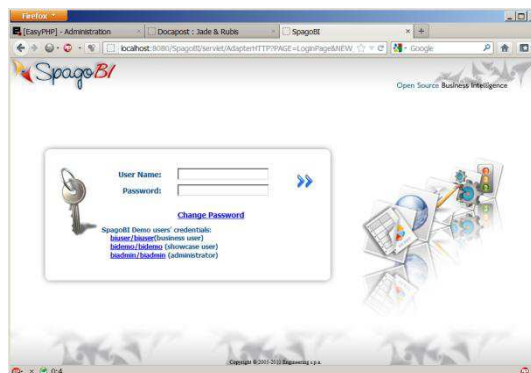 Firefox
[EasyPHP] - Administration
Docapost : Jade & Rubis
SpagoBI
localhost:8080/SpagoBI/servlet/AdapterHTTP?PAGE=LoginPage&NEW
Google
SpagoBI
Open Source Business Intelligence
User Name:
Password:
Change Password
SpagoBI Demo users' credentials:
biuser/biuser(business user)
bidemo/bidemo (showcase user)
biadmin/biadmin (administrator)
Copyright © 2005-2010 Engineering s.p.a.
0:4